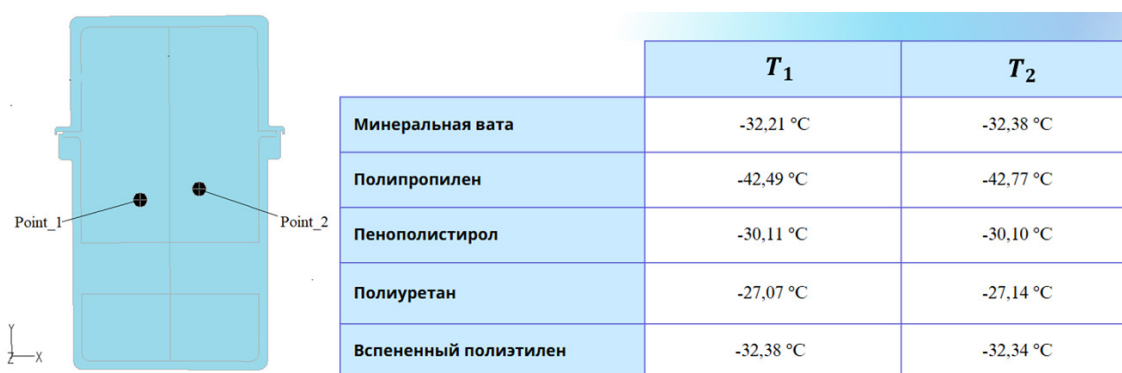 Point_1
Point_2
Y
Z
X
T₁ T₂
Минеральная вата -32,21 °C -32,38 °C
Полипропилен -42,49 °C -42,77 °C
Пенополистирол -30,11 °C -30,10 °C
Полиуретан -27,07 °C -27,14 °C
Вспененный полиэтилен -32,38 °C -32,34 °C